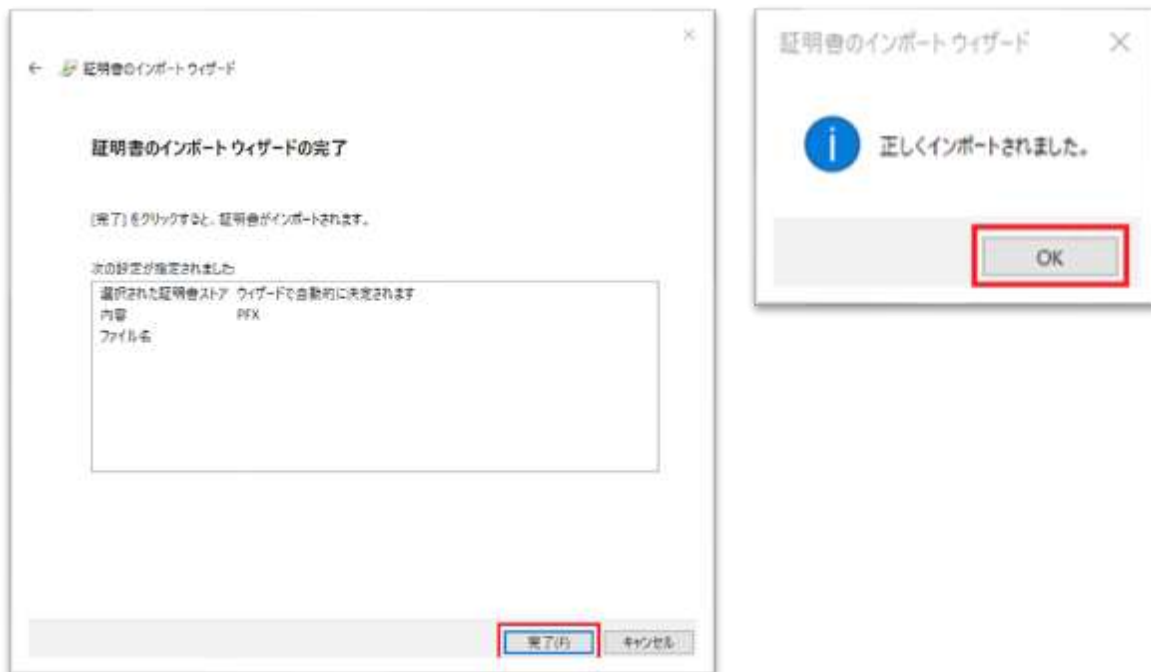 証明書のインポート ウィザード
証明書のインポート ウィザードの完了
[完了] をクリックすると、証明書がインポートされます。
次の設定が指定されました:
選択された証明書ストア ウィザードで自動的に決定されます
内容 PFX
ファイル名
完了(F) キャンセル
証明書のインポート ウィザード
正しくインポートされました。
OK